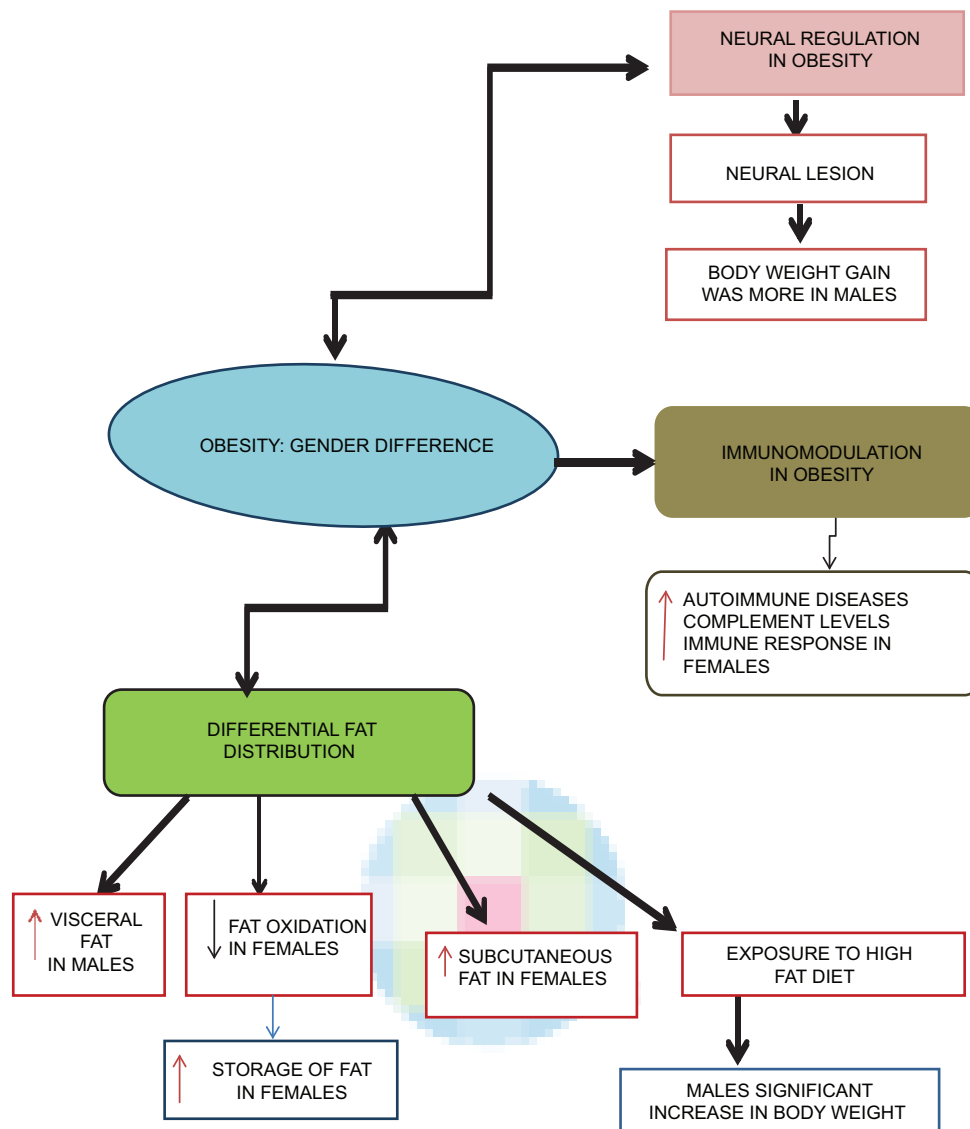 NEURAL REGULATION
IN OBESITY
NEURAL LESION
BODY WEIGHT GAIN
WAS MORE IN MALES
OBESITY: GENDER DIFFERENCE
IMMUNOMODULATION
IN OBESITY
AUTOIMMUNE DISEASES
COMPLEMENT LEVELS
IMMUNE RESPONSE IN
FEMALES
DIFFERENTIAL FAT
DISTRIBUTION
VISCERAL
FAT
IN MALES
FAT OXIDATION
IN FEMALES
SUBCUTANEOUS
FAT IN FEMALES
EXPOSURE TO HIGH
FAT DIET
STORAGE OF FAT
IN FEMALES
MALES SIGNIFICANT
INCREASE IN BODY WEIGHT